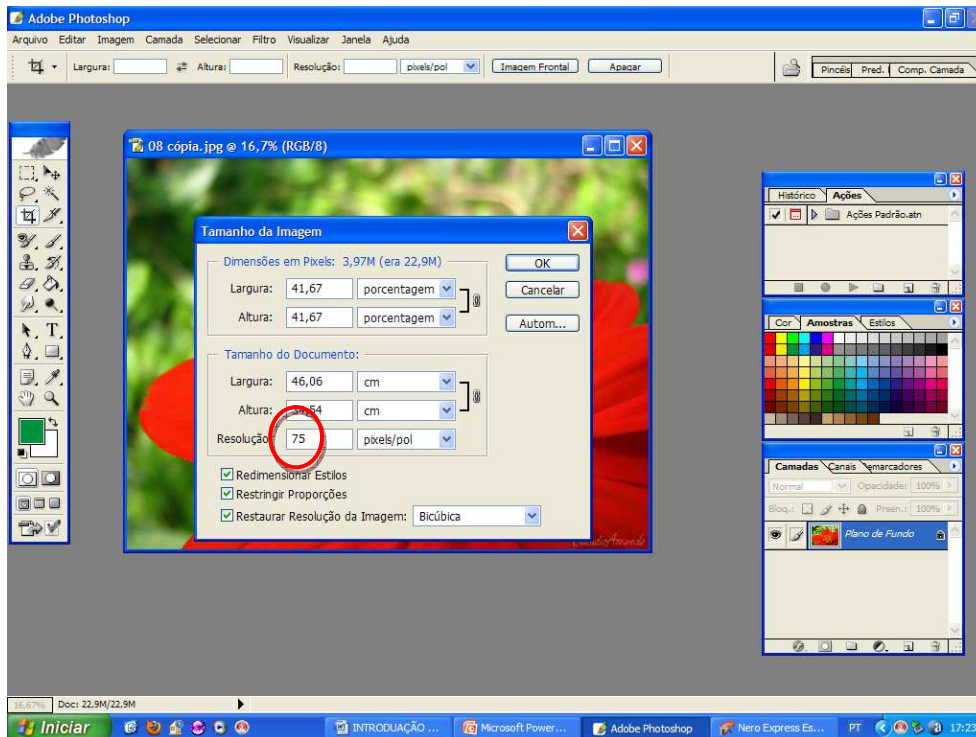 Adobe Photoshop
Arquivo Editar Imagem Camada Selecionar Filtro Visualizar Janela Ajuda
Largura: Altura: Resolução: pixels/pol Imagem Frontal Apagar Pincéis Pred. Comp. Camada
08 cópia.jpg @ 16,7% (RGB/8)
Histórico Ações
Ações Padrão.atn
Tamanho da Imagem
Dimensões em Pixels: 3,97M (era 22,9M)
Largura: 41,67 porcentagem
Altura: 41,67 porcentagem
OK
Cancelar
Autom...
Tamanho do Documento:
Largura: 46,06 cm
Altura: 34,54 cm
Resolução: 75 pixels/pol
Redimensionar Estilos
Restringir Proporções
Restaurar Resolução da Imagem: Bicúbica
Cor Amostras Estilos
Camadas Canais emarcadores
Normal Opacidade: 100%
Bloq.: Preen.: 100%
Plano de Fundo
16,67% Doc: 22,9M/22,9M
Iniciar INTRODUÇÃO ... Microsoft Power... Adobe Photoshop Nero Express Es... PT 17:23